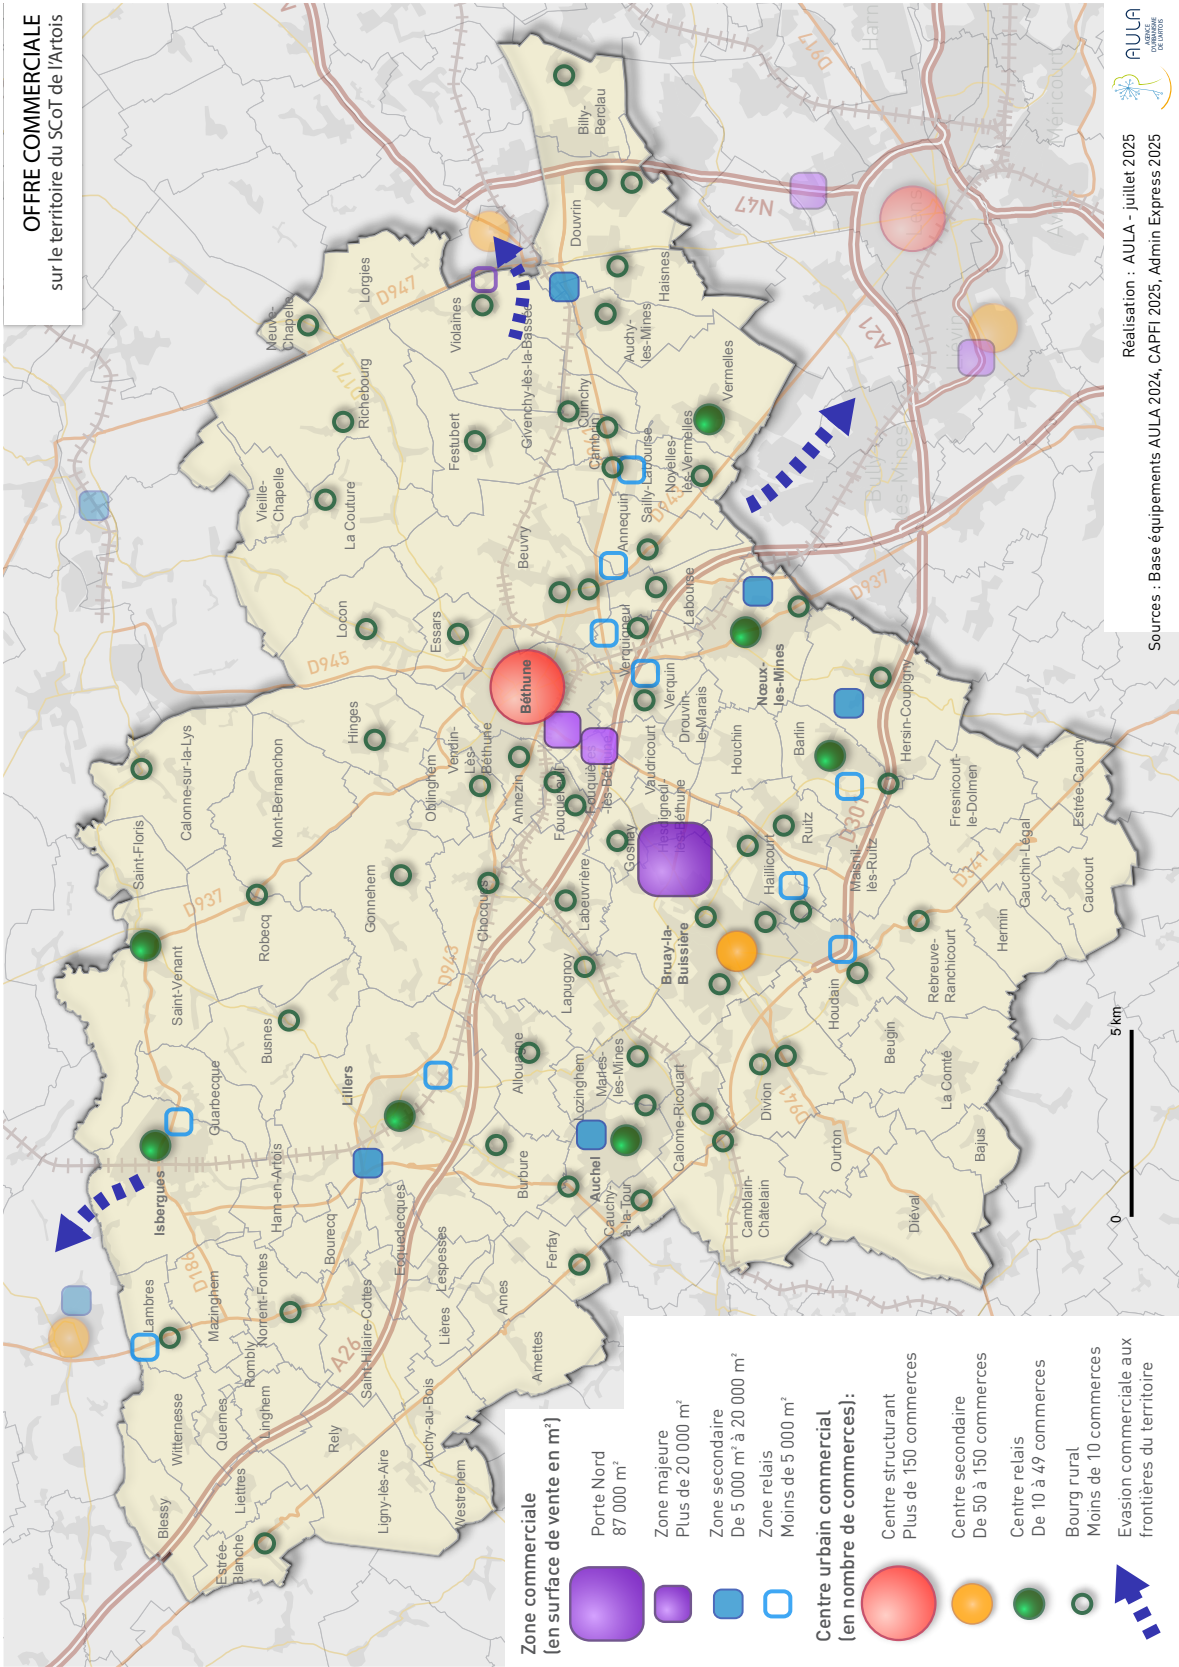 OFFRE COMMERCIALE
sur le territoire du SCoT de l'Artois
AULA
AGENCE
D'URBANISME
DE L'ARTOIS
Réalisation : AULA - juillet 2025
Sources : Base équipements AULA 2024, CAPFI 2025, Admin Express 2025
Zone commerciale
(en surface de vente en m²)
Porte Nord
87 000 m²
Zone majeure
Plus de 20 000 m²
Zone secondaire
De 5 000 m² à 20 000 m²
Zone relais
Moins de 5 000 m²
Centre urbain commercial
(en nombre de commerces):
Centre structurant
Plus de 150 commerces
Centre secondaire
De 50 à 150 commerces
Centre relais
De 10 à 49 commerces
Bourg rural
Moins de 10 commerces
Evasion commerciale aux
frontières du territoire
0
5 km
Blessy
Estrée-
Blanche
Witternesse
Quernes
Liettres
Linghem
Rombly
Lambres
Mazinghem
Norrent-Fontes
Rely
Ligny-lès-Aire
Auchy-au-Bois
Westrehem
Saint-Hilaire-Cottes
Bourecq
Ham-en-Artois
Isbergues
Guarbecque
Saint-Venant
Saint-Floris
Calonne-sur-la-Lys
Busnes
Robecq
Mont-Bernanchon
Lillers
Ecquedecques
Lespesses
Lières
Ames
Amettes
Ferfay
Burbure
Allouagne
Gonnehem
Chocques
Hinges
Oblinghem
Vendin-
Lès-
Béthune
Annezin
Locon
Essars
Béthune
Beuvry
La Couture
Vieille-
Chapelle
Richebourg
Neuve-
Chapelle
Lorgies
Festubert
Violaines
Givenchy-lès-la-Bassée
Cuinchy
Cambrin
Auchy-
les-Mines
Haisnes
Douvrin
Billy-
Berclau
Vermelles
Noyelles-
lès-Vermelles
Sailly-Labourse
Annequin
Labourse
Verquigneul
Verquin
Drouvin-
le-Marais
Vaudricourt
Houchin
Nœux-
les-Mines
Barlin
Hersin-Coupigny
Fouquereuil
Fouquières
-lès-Béthune
Hesdigneul-
lès-Béthune
Gosnay
Labeuvrière
Lapugnoy
Bruay-la-
Buissière
Haillicourt
Ruitz
Maisnil-
lès-Ruitz
Houdain
Rebreuve-
Ranchicourt
Fresnicourt-
le-Dolmen
Gauchin-Légal
Hermin
Caucourt
Estrée-Cauchy
Lozinghem
Marles-
les-Mines
Auchel
Cauchy-
à-la-Tour
Calonne-Ricouart
Camblain-
Châtelain
Divion
Ourton
Diéval
Bajus
La Comté
Beugin
Bully-
les-Mines
Lens
Méricourt
A26
A21
N47
D186
D937
D943
D945
D947
D171
D917
D937
D301
D341
D941